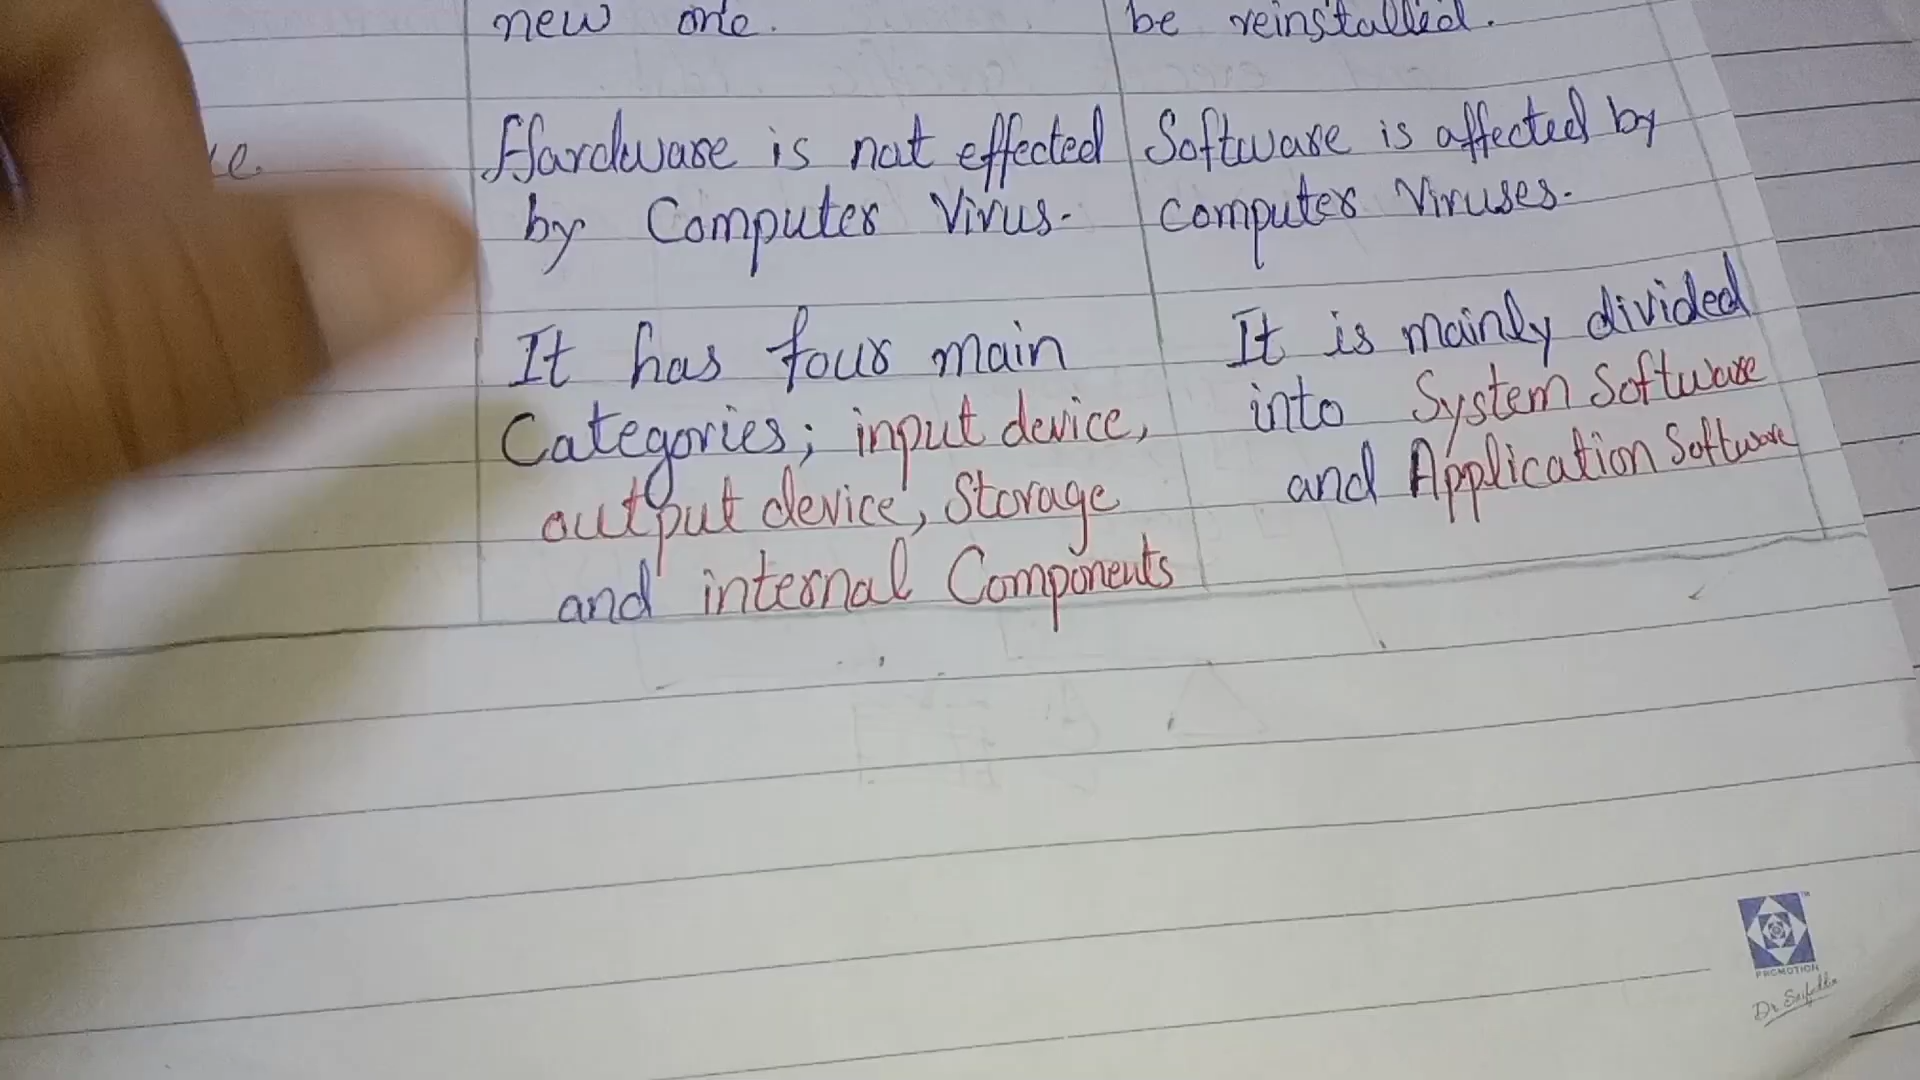 new one.
be reinstalled.
Hardware is not effected
by Computer Virus.
Software is affected by
computer Viruses.
It has four main
Categories; input device,
output device, Storage
and internal Components
It is mainly divided
into System Software
and Application Software
PROMOTION